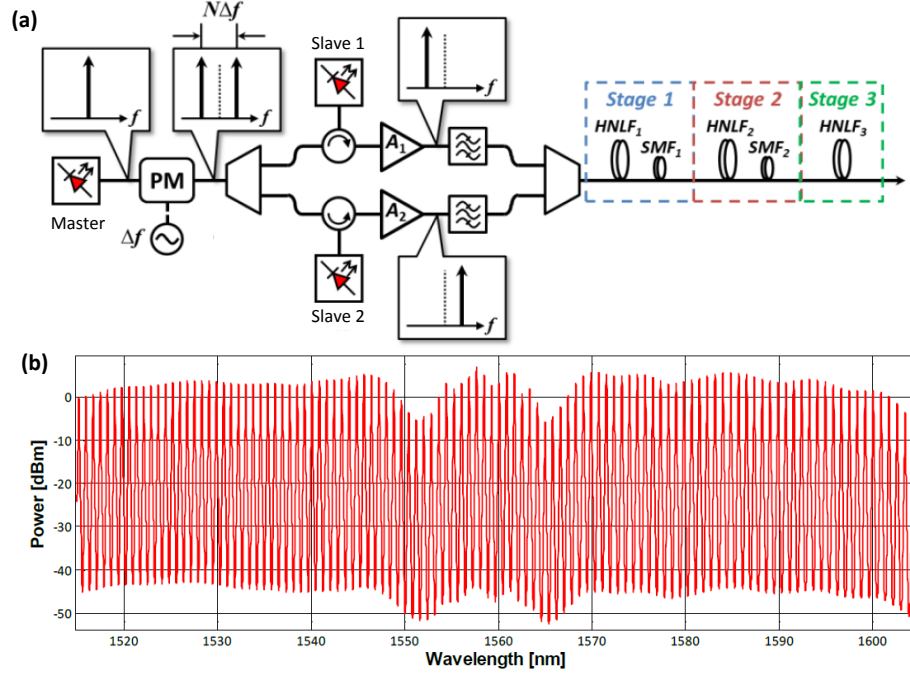 (a)
NΔf
Slave 1
f
f
f
Stage 1
Stage 2
Stage 3
HNLF1
SMF1
HNLF2
SMF2
HNLF3
A1
PM
Master
Δf
A2
Slave 2
f
(b)
0
-10
-20
-30
-40
-50
Power [dBm]
1520
1530
1540
1550
1560
1570
1580
1590
1600
Wavelength [nm]